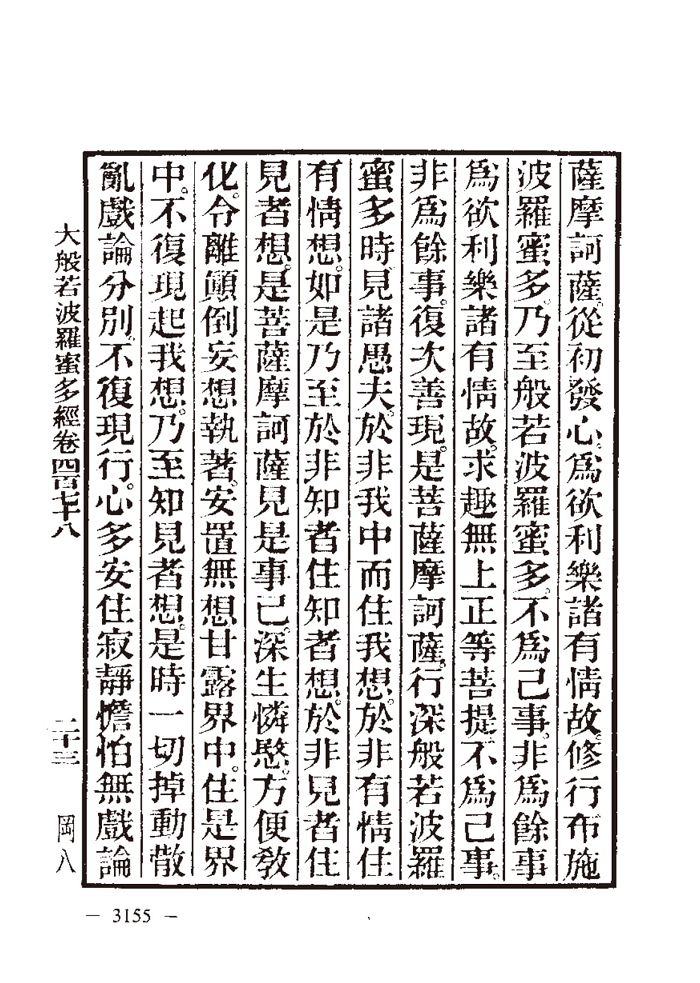 薩摩訶薩。從初發心。爲欲利樂諸有情故。修行布施
波羅蜜多。乃至般若波羅蜜多。不爲己事。非爲餘事
爲欲利樂諸有情故。求趣無上正等菩提。不爲己事。
非爲餘事。復次善現。是菩薩摩訶薩。行深般若波羅
蜜多時。見諸愚夫。於非我中而住我想。於非有情住
有情想。如是乃至於非知者住知者想。於非見者住
見者想。是菩薩摩訶薩見是事已。深生憐愍。方便敎
化。令離顚倒妄想執著。安置無想甘露界中。住是界
中。不復現起我想。乃至知見者想。是時一切掉動散
亂戲論分別。不復現行。心多安住寂靜憺怕無戲論
大般若波羅蜜多經卷四百七十八
二十三
岡八
— 3155 —